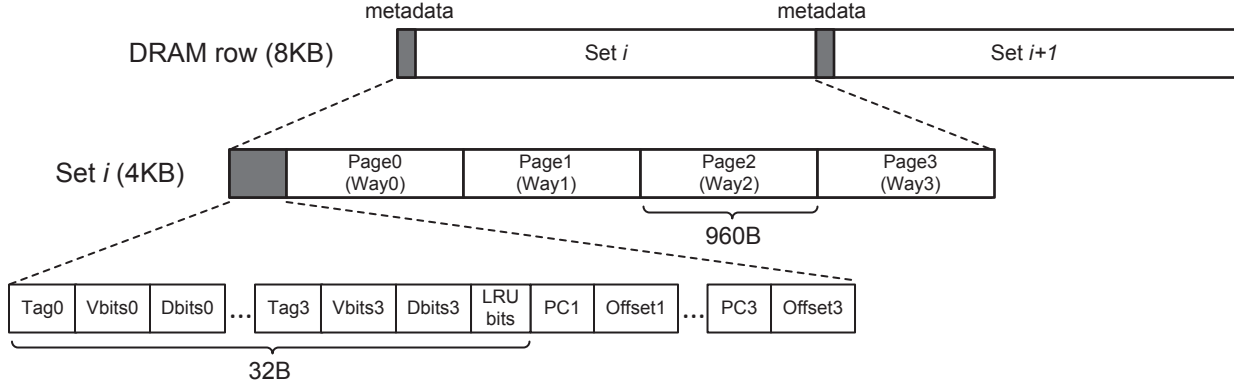 metadata metadata
DRAM row (8KB) Set i Set i+1
Set i (4KB) Page0 (Way0) Page1 (Way1) Page2 (Way2) Page3 (Way3)
960B
Tag0 Vbits0 Dbits0 ... Tag3 Vbits3 Dbits3 LRU bits PC1 Offset1 ... PC3 Offset3
32B